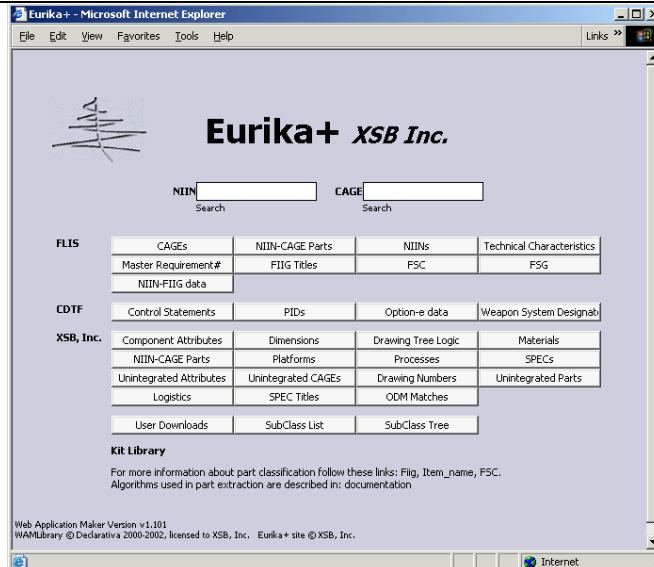 Eurika+ - Microsoft Internet Explorer
File Edit View Favorites Tools Help Links »
Eurika+ XSB Inc.
NIIN CAGE
Search Search
FLIS CAGEs NIIN-CAGE Parts NIINs Technical Characteristics
Master Requirement# FIIG Titles FSC FSG
NIIN-FIIG data
CDTF Control Statements PIDs Option-e data Weapon System Designat
XSB, Inc. Component Attributes Dimensions Drawing Tree Logic Materials
NIIN-CAGE Parts Platforms Processes SPECs
Unintegrated Attributes Unintegrated CAGEs Drawing Numbers Unintegrated Parts
Logistics SPEC Titles ODM Matches
User Downloads SubClass List SubClass Tree
Kit Library
For more information about part classification follow these links: Fiig, Item_name, FSC.
Algorithms used in part extraction are described in: documentation
Web Application Maker Version v1.101
WAMLibrary © Declarativa 2000-2002, licensed to XSB, Inc. Eurika+ site © XSB, Inc.
Internet